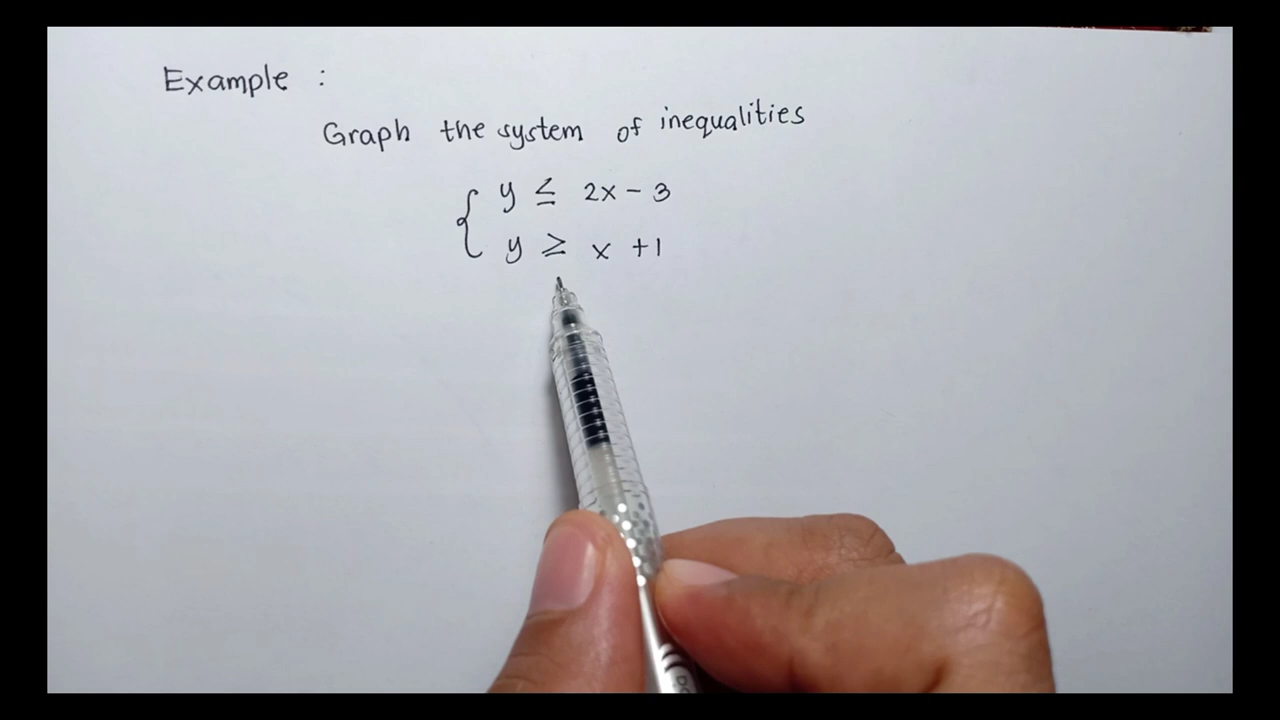 Example :
Graph the system of inequalities
y ≤ 2x - 3
y ≥ x + 1